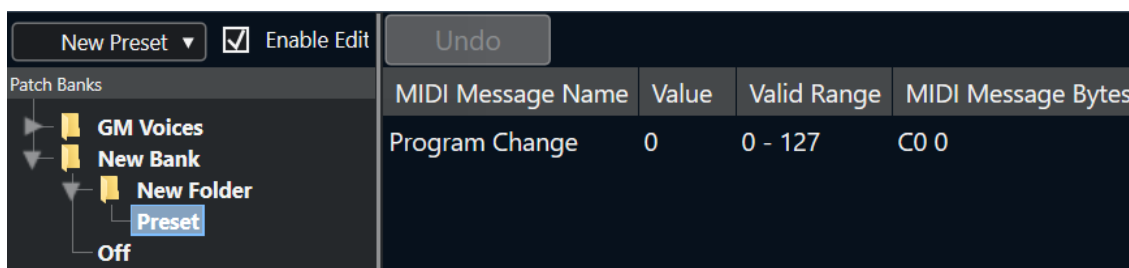 New Preset ▼ Enable Edit Undo
Patch Banks
MIDI Message Name Value Valid Range MIDI Message Bytes
GM Voices
Program Change 0 0 - 127 C0 0
New Bank
New Folder
Preset
Off